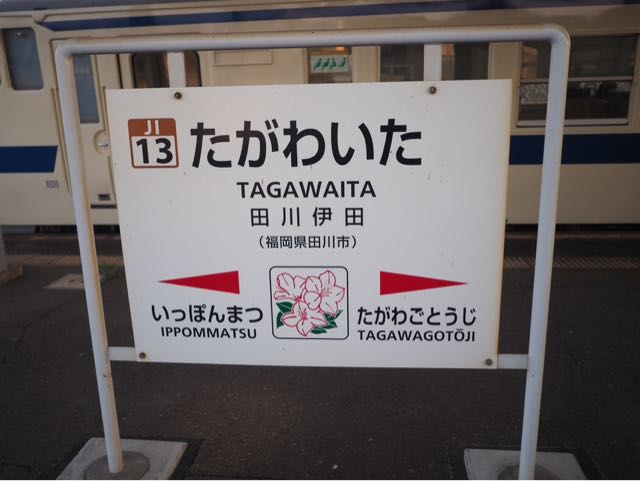 JI
13
たがわいた
TAGAWAITA
田川伊田
（福岡県田川市）
いっぽんまつ
IPPOMMATSU
たがわごとうじ
TAGAWAGOTŌJI